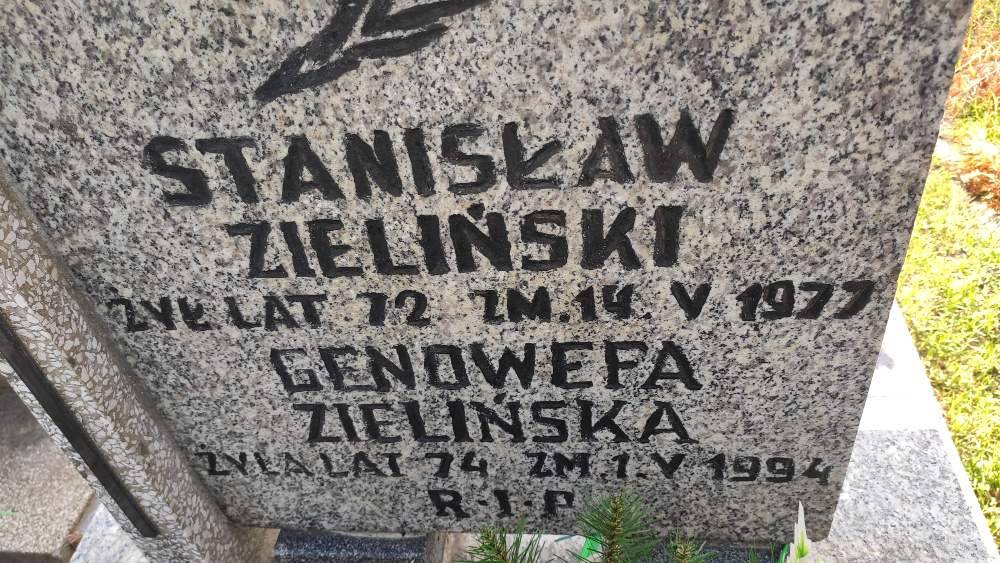 STANISŁAW
ZIELIŃSKI
ŻYŁ LAT 72 ZM.14. V 1977
GENOWEFA
ZIELIŃSKA
ŻYŁA LAT 74 ZM.1.V 1994
R.I.P